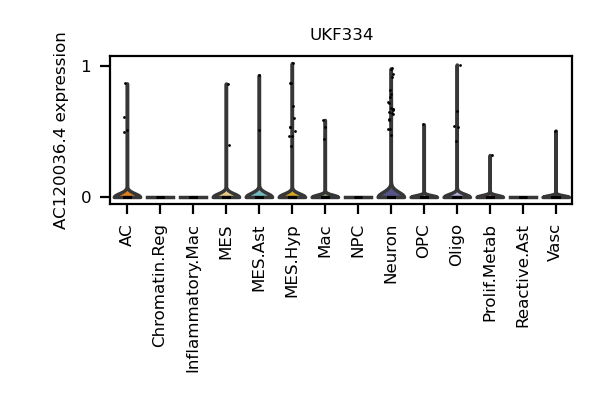 UKF334
AC120036.4 expression
1
0
AC
Chromatin.Reg
Inflammatory.Mac
MES
MES.Ast
MES.Hyp
Mac
NPC
Neuron
OPC
Oligo
Prolif.Metab
Reactive.Ast
Vasc